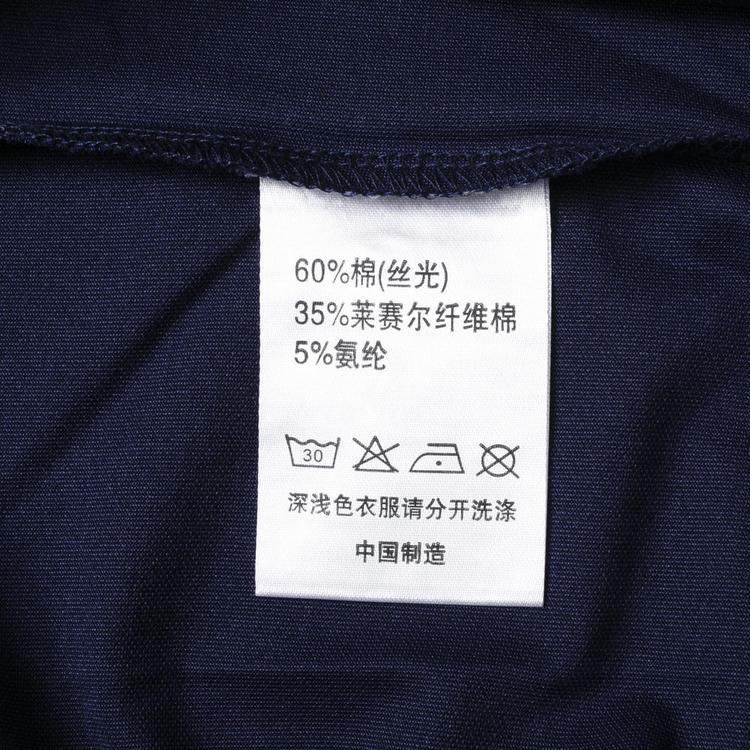 60%棉(丝光)
35%莱赛尔纤维棉
5%氨纶
30
深浅色衣服请分开洗涤
中国制造